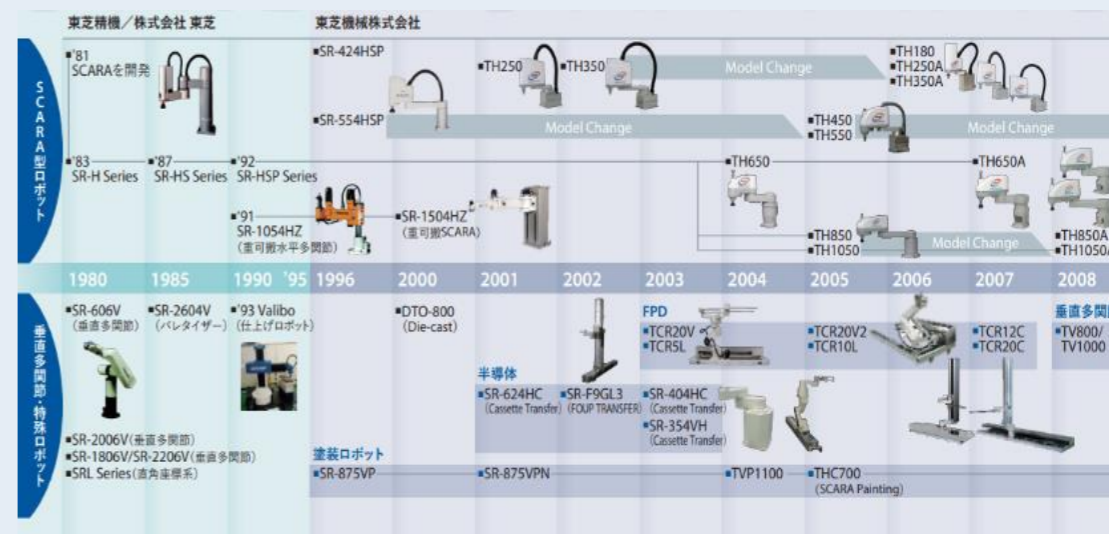 東芝精機／株式会社 東芝
東芝機械株式会社
SCARA型ロボット
■'81
SCARAを開発
■SR-424HSP
■TH250
■TH350
Model Change
■TH180
■TH250A
■TH350A
■SR-554HSP
Model Change
■TH450
■TH550
Model Change
■'83
SR-H Series
■'87
SR-HS Series
■'92
SR-HSP Series
■TH650
■TH650A
■'91
SR-1054HZ
(重可搬水平多関節)
■SR-1504HZ
(重可搬SCARA)
■TH850
■TH1050
Model Change
■TH850A
■TH1050A
1980 1985 1990 '95 1996 2000 2001 2002 2003 2004 2005 2006 2007 2008
垂直多関節・特殊ロボット
■SR-606V
(垂直多関節)
■SR-2604V
(パレタイザー)
■'93 Valibo
(仕上げロボット)
■DTO-800
(Die-cast)
FPD
■TCR20V
■TCR5L
■TCR20V2
■TCR10L
■TCR12C
■TCR20C
垂直多関
■TV800/
TV1000
半導体
■SR-624HC
(Cassette Transfer)
■SR-F9GL3
(FOUP TRANSFER)
■SR-404HC
(Cassette Transfer)
■SR-354VH
(Cassette Transfer)
■SR-2006V(垂直多関節)
■SR-1806V/SR-2206V(垂直多関節)
■SRL Series(直角座標系)
塗装ロボット
■SR-875VP
■SR-875VPN
■TVP1100
■THC700
(SCARA Painting)